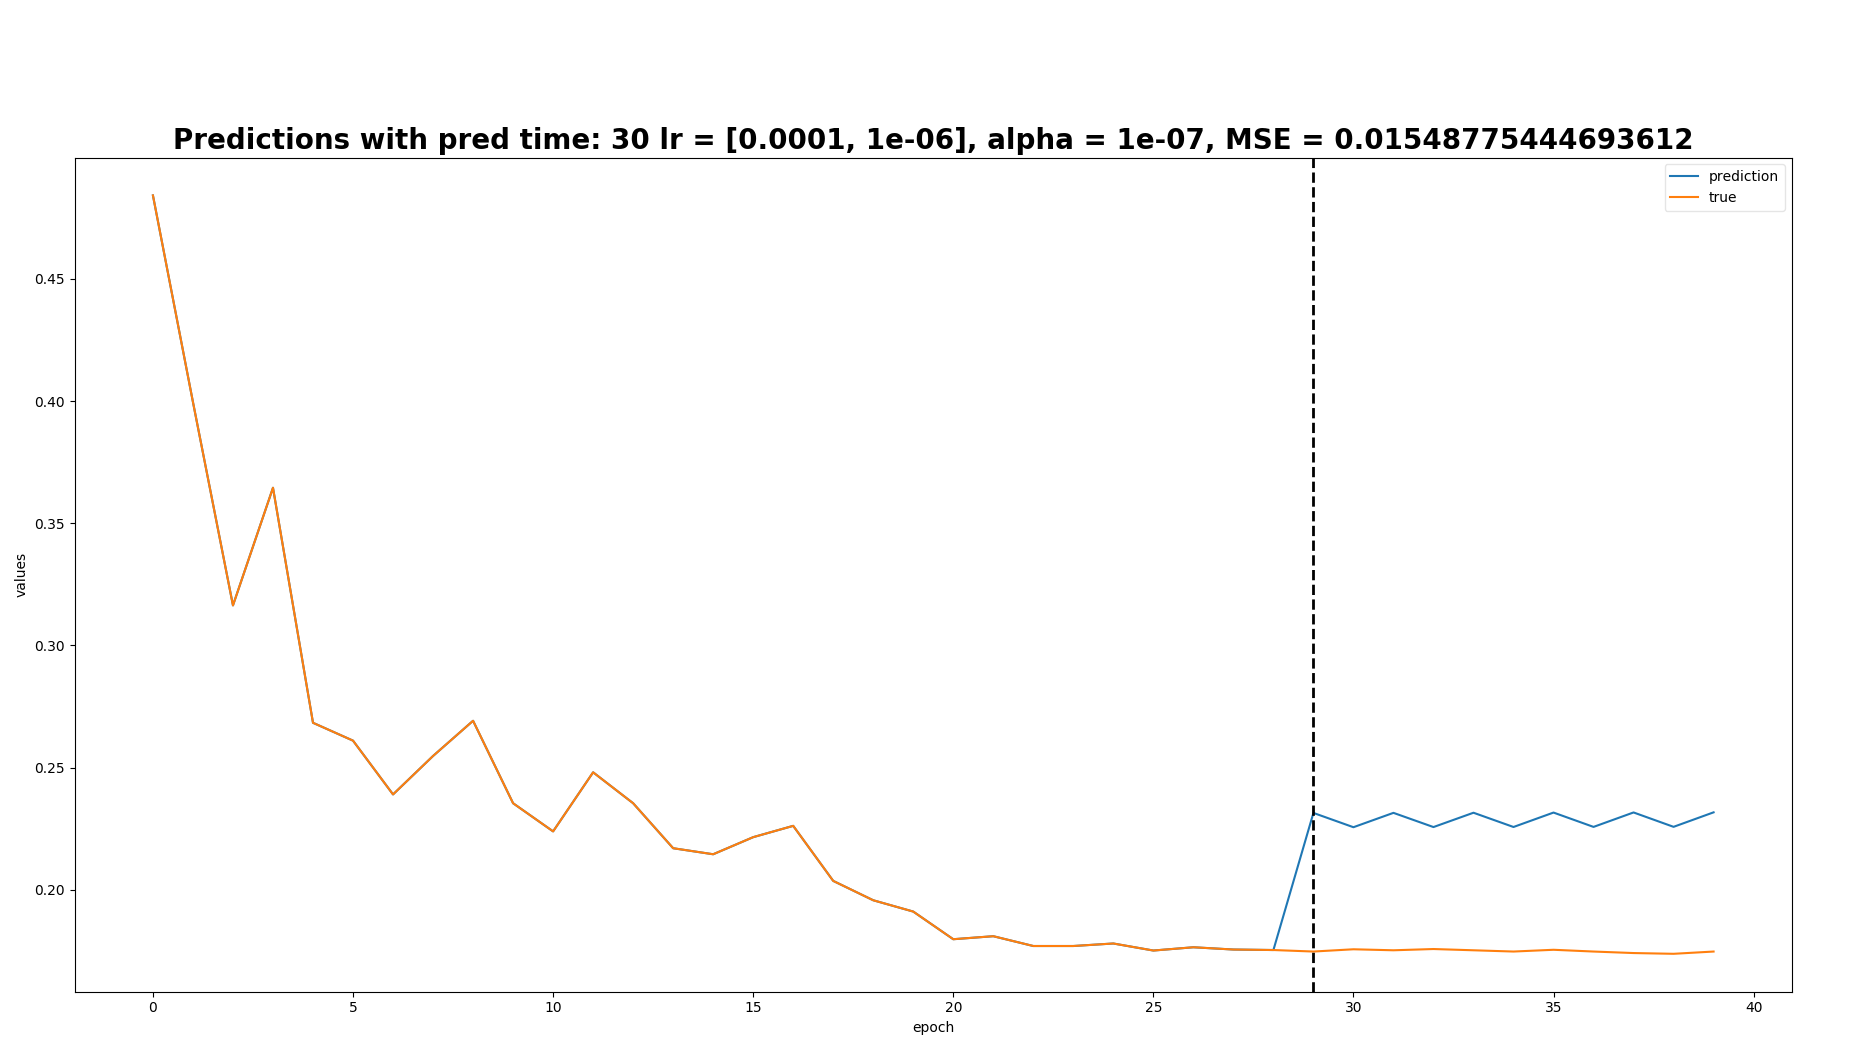 Predictions with pred time: 30 lr = [0.0001, 1e-06], alpha = 1e-07, MSE = 0.01548775444693612
prediction
true
0.45
0.40
0.35
0.30
0.25
0.20
values
0 5 10 15 20 25 30 35 40
epoch